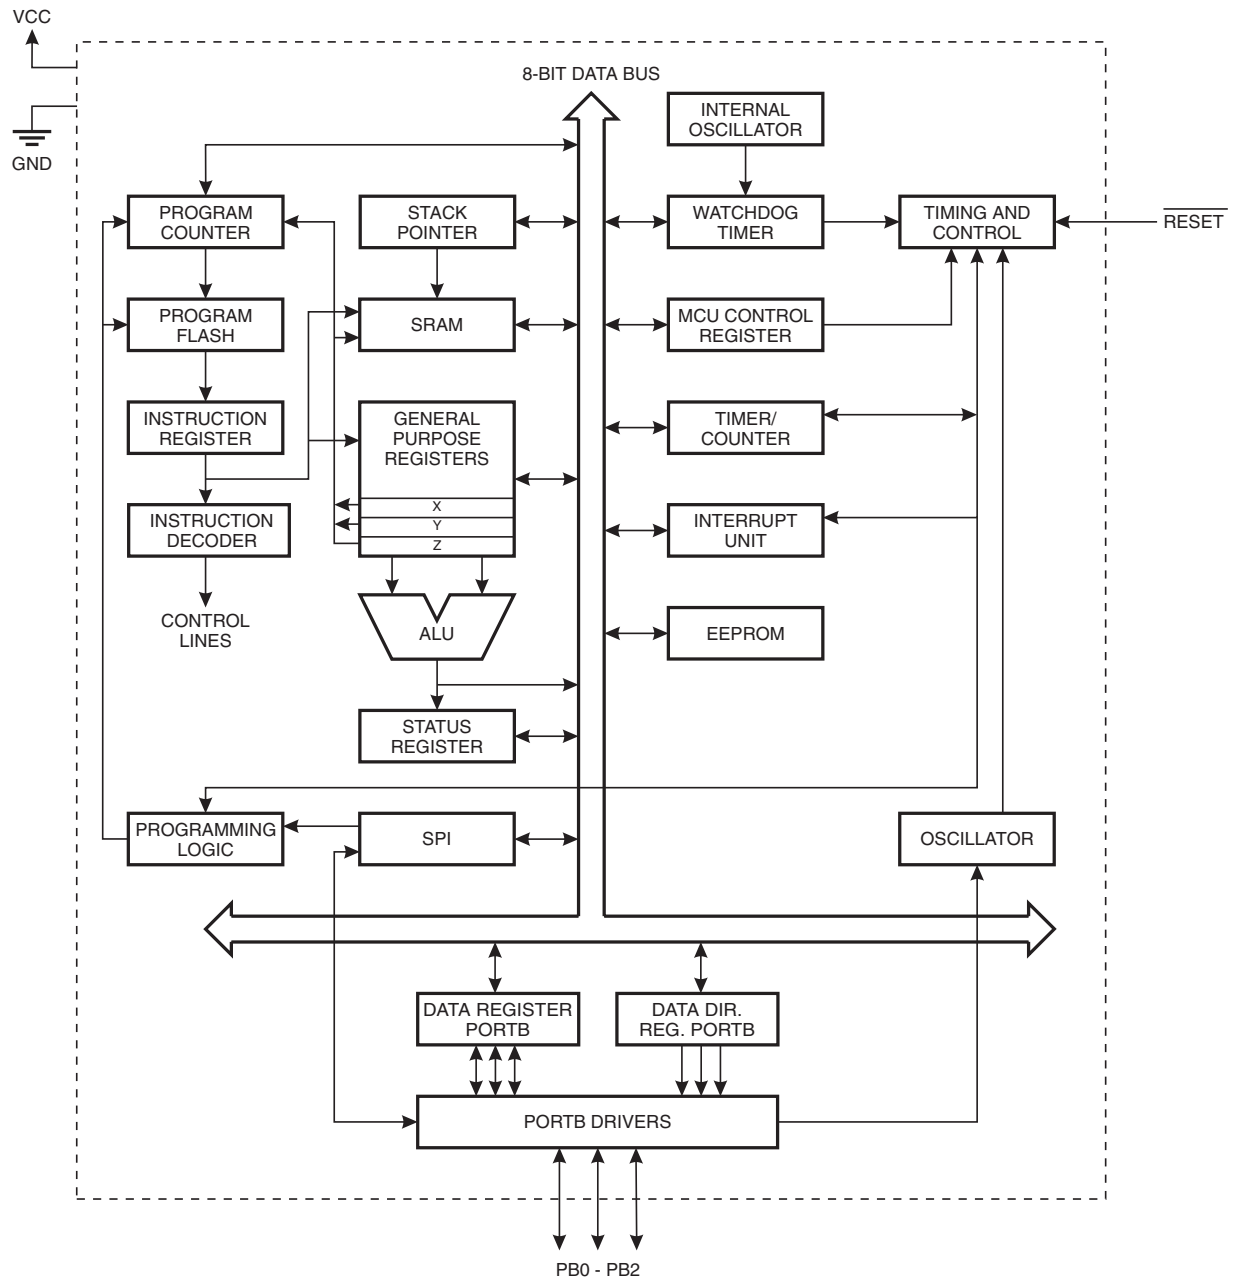 VCC
GND
8-BIT DATA BUS
INTERNAL
OSCILLATOR
PROGRAM
COUNTER
STACK
POINTER
WATCHDOG
TIMER
TIMING AND
CONTROL
RESET
PROGRAM
FLASH
SRAM
MCU CONTROL
REGISTER
INSTRUCTION
REGISTER
GENERAL
PURPOSE
REGISTERS
X
Y
Z
TIMER/
COUNTER
INSTRUCTION
DECODER
INTERRUPT
UNIT
CONTROL
LINES
ALU
EEPROM
STATUS
REGISTER
PROGRAMMING
LOGIC
SPI
OSCILLATOR
DATA REGISTER
PORTB
DATA DIR.
REG. PORTB
PORTB DRIVERS
PB0 - PB2